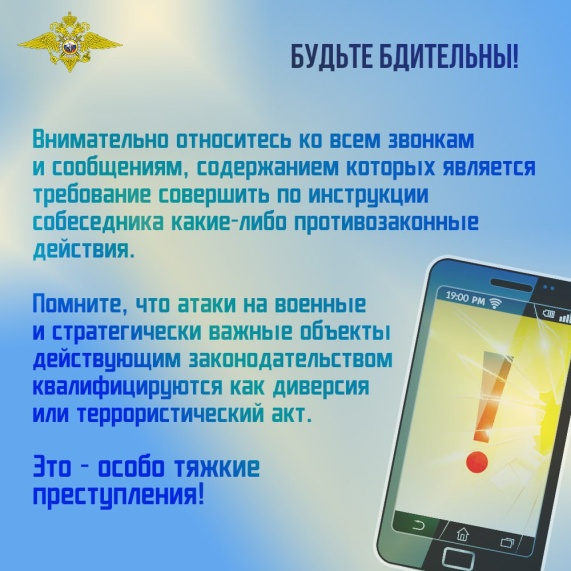 БУДЬТЕ БДИТЕЛЬНЫ!
Внимательно относитесь ко всем звонкам
и сообщениям, содержанием которых является
требование совершить по инструкции
собеседника какие-либо противозаконные
действия.
Помните, что атаки на военные
и стратегически важные объекты
действующим законодательством
квалифицируются как диверсия
или террористический акт.
Это - особо тяжкие
преступления!
19:00 PM